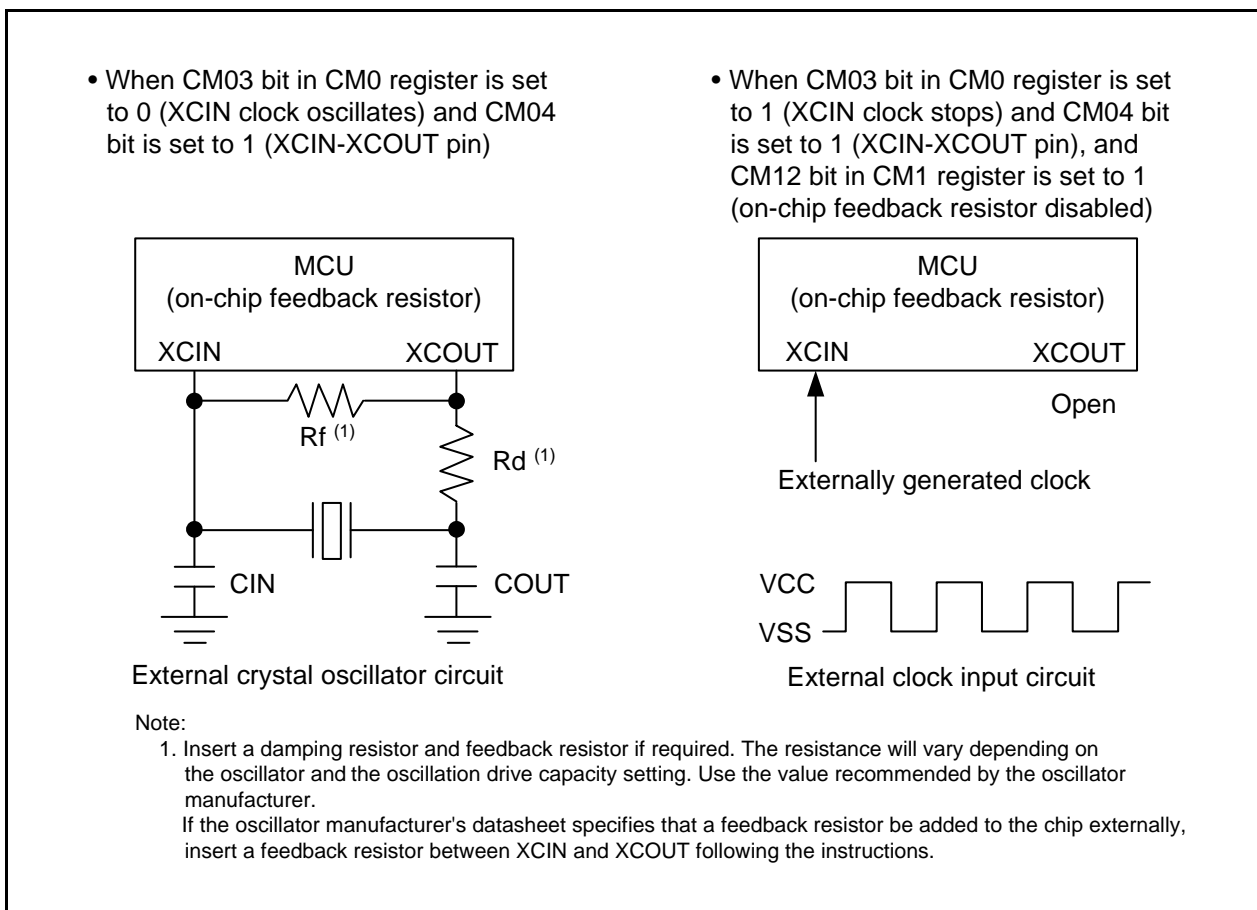 • When CM03 bit in CM0 register is set
to 0 (XCIN clock oscillates) and CM04
bit is set to 1 (XCIN-XCOUT pin)
MCU
(on-chip feedback resistor)
XCIN XCOUT
Rf (1)
Rd (1)
CIN COUT
External crystal oscillator circuit
• When CM03 bit in CM0 register is set
to 1 (XCIN clock stops) and CM04 bit
is set to 1 (XCIN-XCOUT pin), and
CM12 bit in CM1 register is set to 1
(on-chip feedback resistor disabled)
MCU
(on-chip feedback resistor)
XCIN XCOUT
Open
Externally generated clock
VCC
VSS
External clock input circuit
Note:
1. Insert a damping resistor and feedback resistor if required. The resistance will vary depending on
the oscillator and the oscillation drive capacity setting. Use the value recommended by the oscillator
manufacturer.
If the oscillator manufacturer's datasheet specifies that a feedback resistor be added to the chip externally,
insert a feedback resistor between XCIN and XCOUT following the instructions.